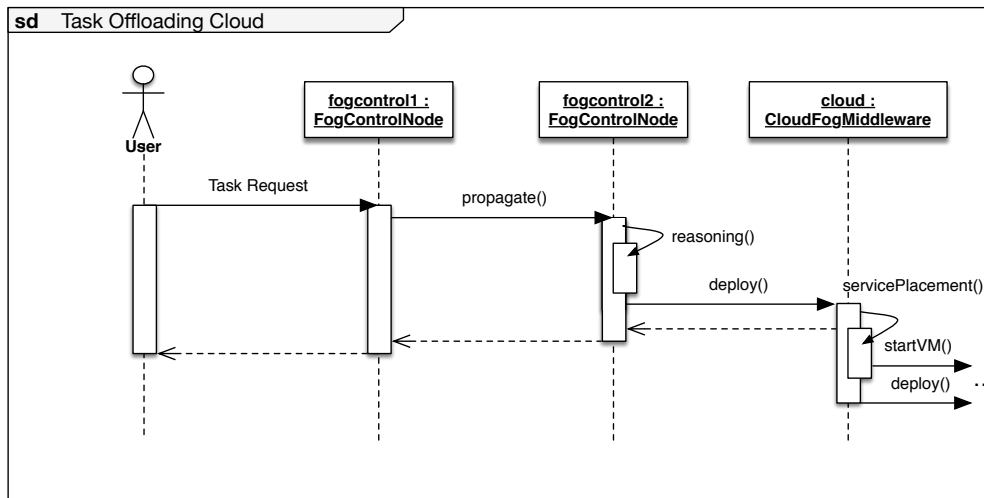 sd Task Offloading Cloud
User
fogcontrol1 :
FogControlNode
fogcontrol2 :
FogControlNode
cloud :
CloudFogMiddleware
Task Request
propagate()
reasoning()
deploy()
servicePlacement()
startVM()
deploy()
..